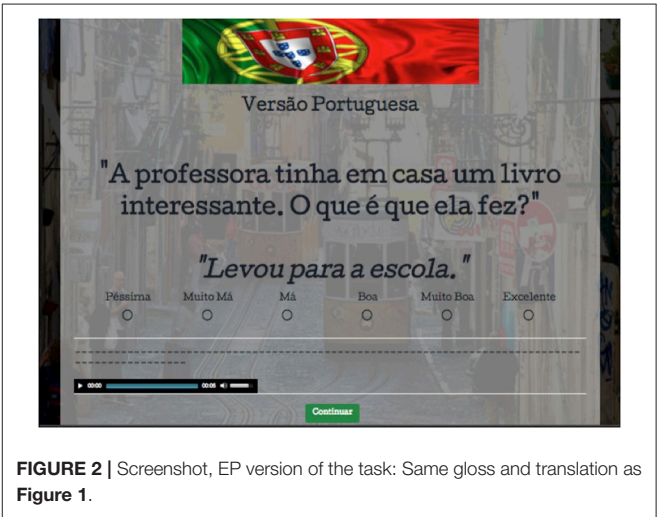 Versão Portuguesa
"A professora tinha em casa um livro
interessante. O que é que ela fez?"
"Levou para a escola."
Péssima Muito Má Má Boa Muito Boa Excelente
00:00 00:05
Continuar
FIGURE 2 | Screenshot, EP version of the task: Same gloss and translation as
Figure 1.